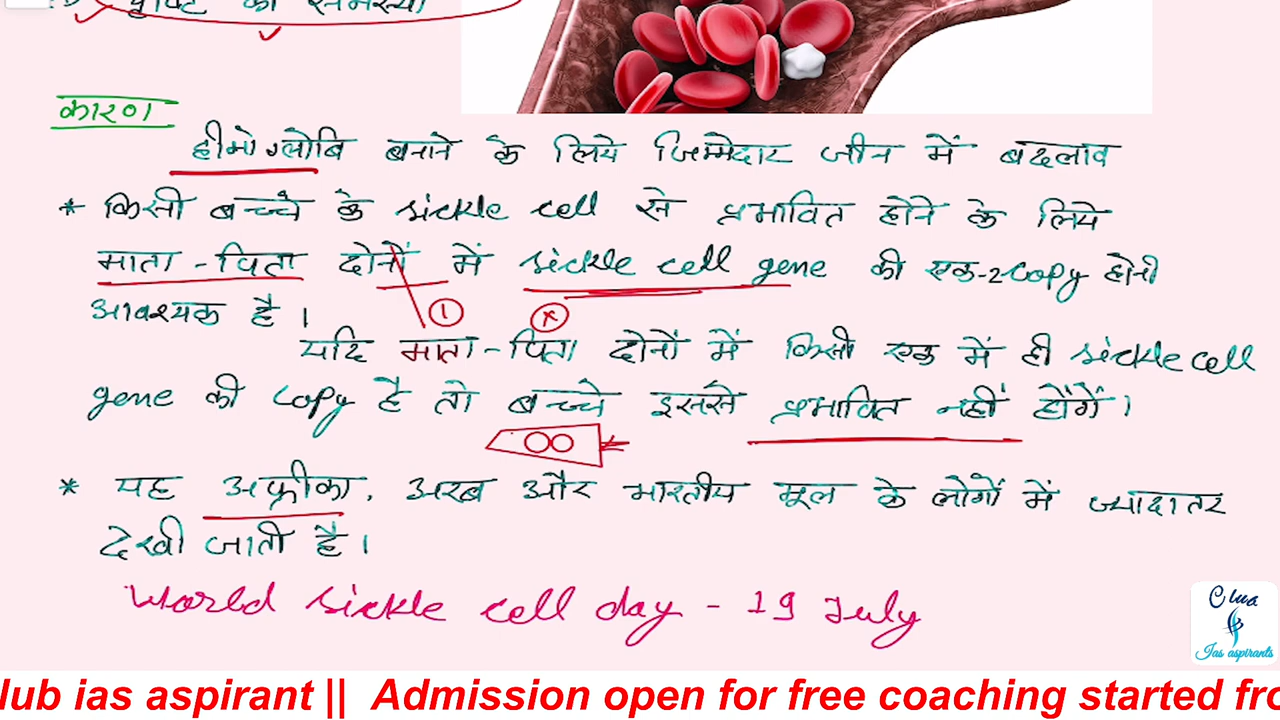 दृष्टि की समस्या
कारण
हीमोग्लोबि बनाने के लिये जिम्मेदार जीन में बदलाव
* किसी बच्चे के sickle cell से प्रभावित होने के लिये
माता-पिता दोनों में sickle cell gene की एक-2 copy होनी
आवश्यक है।
यदि माता-पिता दोनों में किसी एक में ही sickle cell
gene की copy है तो बच्चे इससे प्रभावित नहीं होंगें।
* यह अफ्रीका, अरब और भारतीय मूल के लोगों में ज्यादातर
देखी जाती है।
World sickle cell day - 19 July
Clua
Ias aspirants
lub ias aspirant || Admission open for free coaching started fro